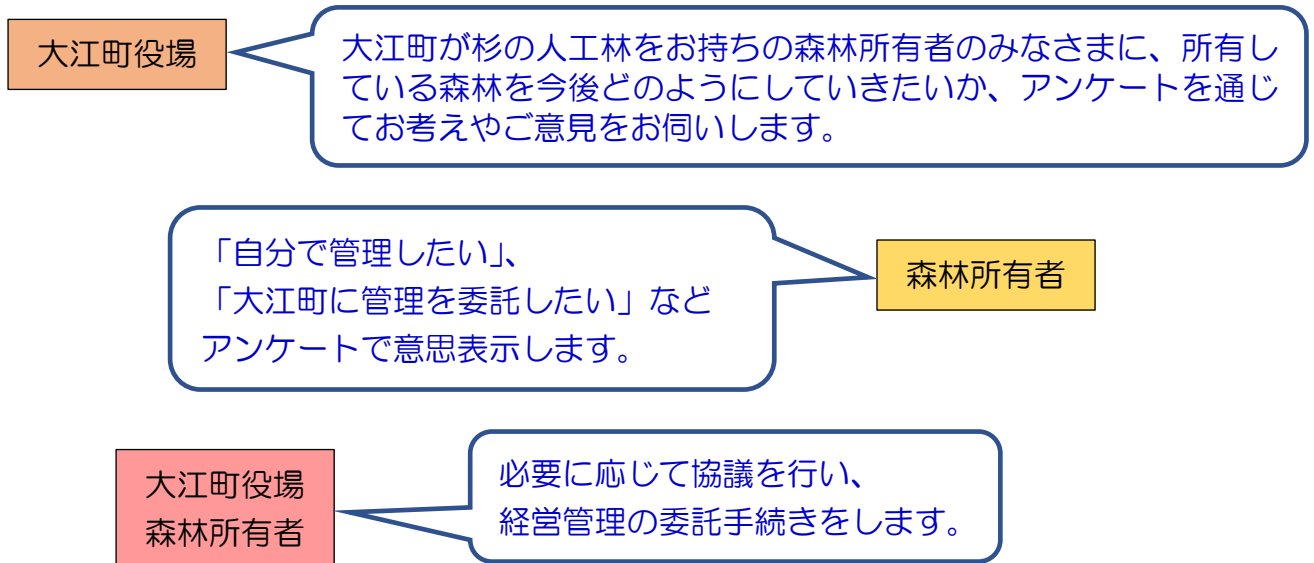 大江町役場
大江町が杉の人工林をお持ちの森林所有者のみなさまに、所有し
ている森林を今後どのようにしていきたいか、アンケートを通じ
てお考えやご意見をお伺いします。
「自分で管理したい」、
「大江町に管理を委託したい」など
アンケートで意思表示します。
森林所有者
大江町役場
森林所有者
必要に応じて協議を行い、
経営管理の委託手続きをします。